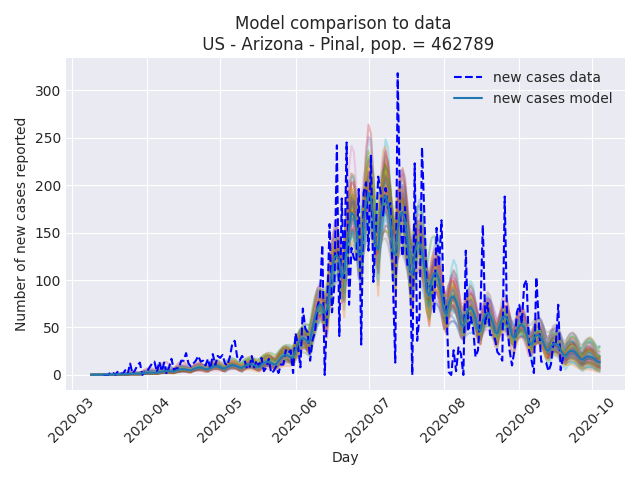 Model comparison to data
US - Arizona - Pinal, pop. = 462789
new cases data
new cases model
Number of new cases reported
300
250
200
150
100
50
0
2020-03
2020-04
2020-05
2020-06
2020-07
2020-08
2020-09
2020-10
Day